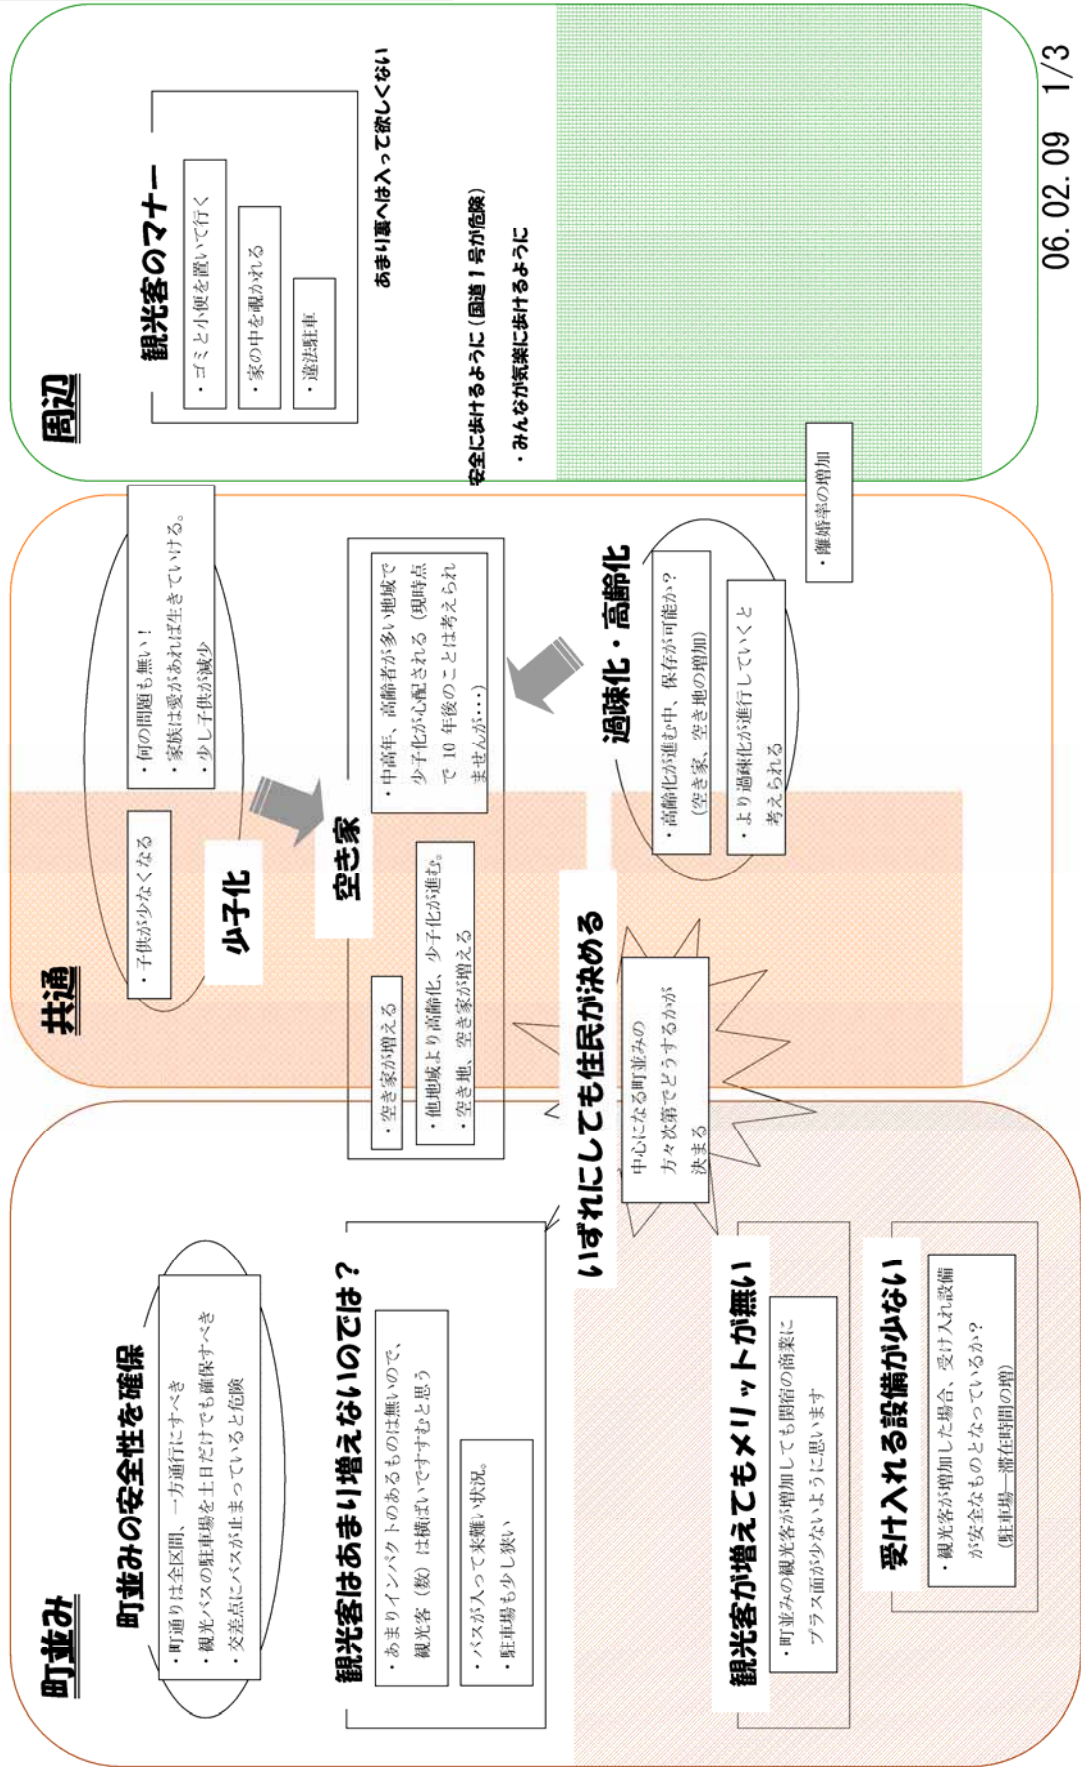 町並み
町並みの安全性を確保
・町通りは全区間、一方通行にすべき
・観光バスの駐車場を土日だけでも確保すべき
・交差点にバスが止まっていると危険
観光客はあまり増えないのでは？
・あまりインパクトのあるものは無いので、
観光客（数）は横ばいですすむと思う
・バスが入って来難い状況。
・駐車場も少し狭い
観光客が増えてもメリットが無い
・町並みの観光客が増加しても関宿の商業に
プラス面が少ないように思います
受け入れる設備が少ない
・観光客が増加した場合、受け入れ設備
が安全なものとなっているか？
（駐車場―滞在時間の増）
共通
・子供が少なくなる
・何の問題も無い！
・家族は愛があれば生きていける。
・少し子供が減少
少子化
空き家
・空き家が増える
・他地域より高齢化、少子化が進む。
・空き地、空き家が増える
・中高年、高齢者が多い地域で
少子化が心配される（現時点
で 10 年後のことは考えられ
ませんが・・・）
いずれにしても住民が決める
中心になる町並みの
方々次第でどうするかが
決まる
過疎化・高齢化
・高齢化が進む中、保存が可能か？
（空き家、空き地の増加）
・より過疎化が進行していくと
考えられる
・離婚率の増加
周辺
観光客のマナー
・ゴミと小便を置いて行く
・家の中を覗かれる
・違法駐車
あまり裏へは入って欲しくない
安全に歩けるように（国道１号が危険）
・みんなが気楽に歩けるように
06.02.09　1/3